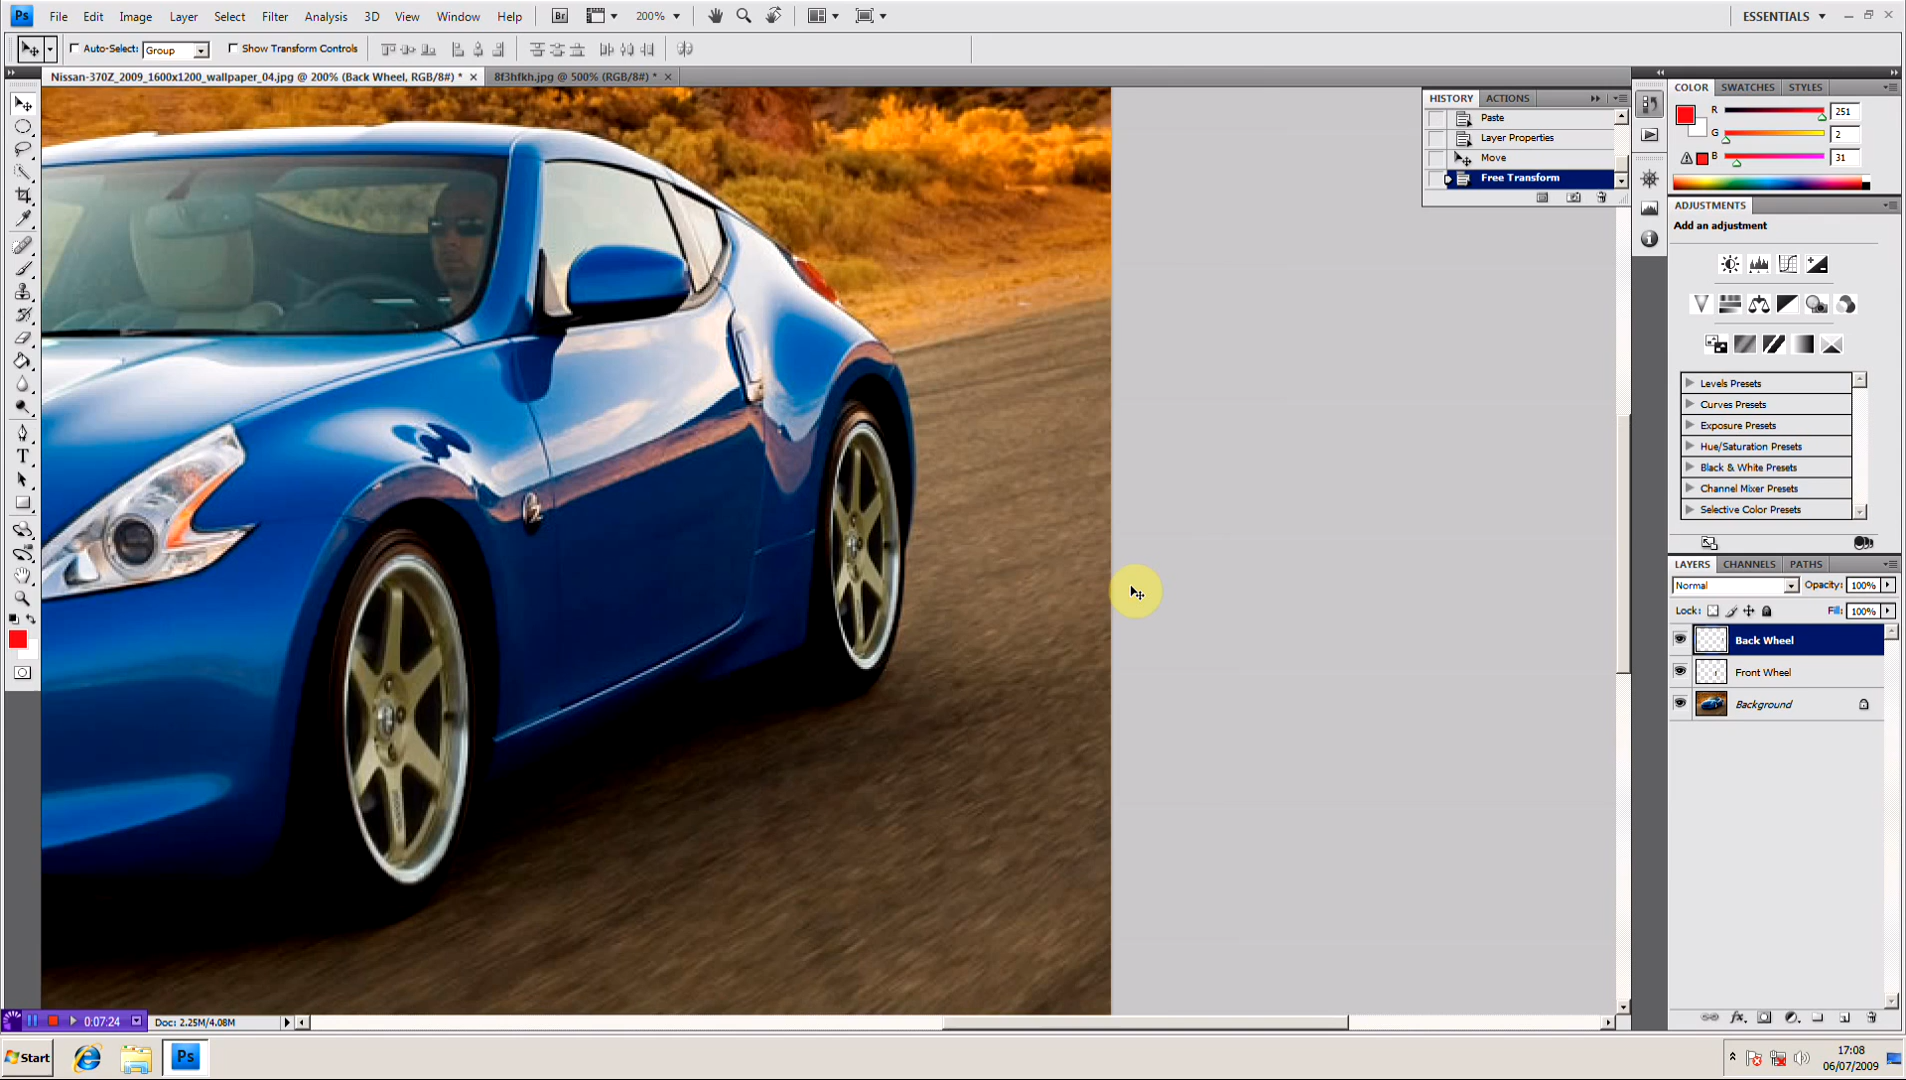 Ps File Edit Image Layer Select Filter Analysis 3D View Window Help Br 200% ESSENTIALS
Auto-Select: Group Show Transform Controls
Nissan-370Z_2009_1600x1200_wallpaper_04.jpg @ 200% (Back Wheel, RGB/8#) * 8f3hfkh.jpg @ 500% (RGB/8#) *
HISTORY ACTIONS
Paste
Layer Properties
Move
Free Transform
COLOR SWATCHES STYLES
R 251
G 2
B 31
ADJUSTMENTS
Add an adjustment
Levels Presets
Curves Presets
Exposure Presets
Hue/Saturation Presets
Black & White Presets
Channel Mixer Presets
Selective Color Presets
LAYERS CHANNELS PATHS
Normal Opacity: 100%
Lock: Fill: 100%
Back Wheel
Front Wheel
Background
fx
T
Z
0:07:24 Doc: 2.25M/4.08M
Start Ps 17:08
06/07/2009